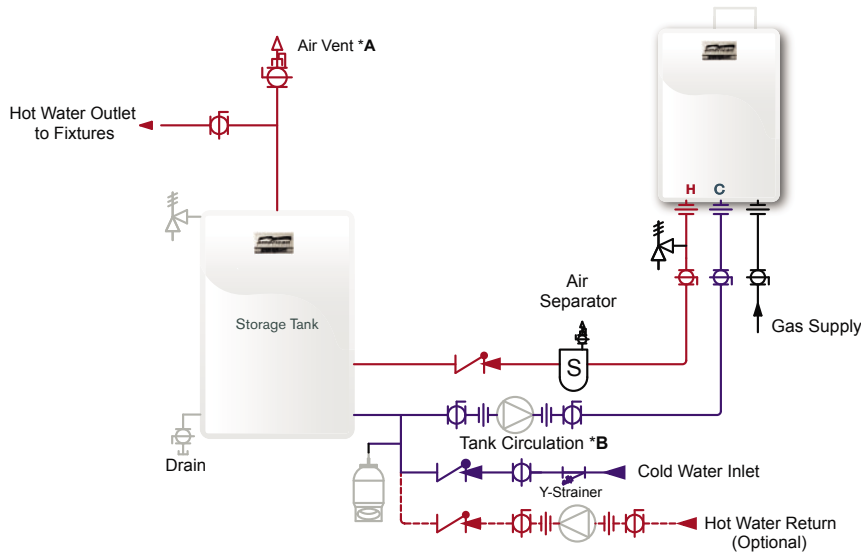 Air Vent *A
Hot Water Outlet
to Fixtures
H C
Air
Separator
Gas Supply
Storage Tank
S
Tank Circulation *B
Drain
Cold Water Inlet
Y-Strainer
Hot Water Return
(Optional)